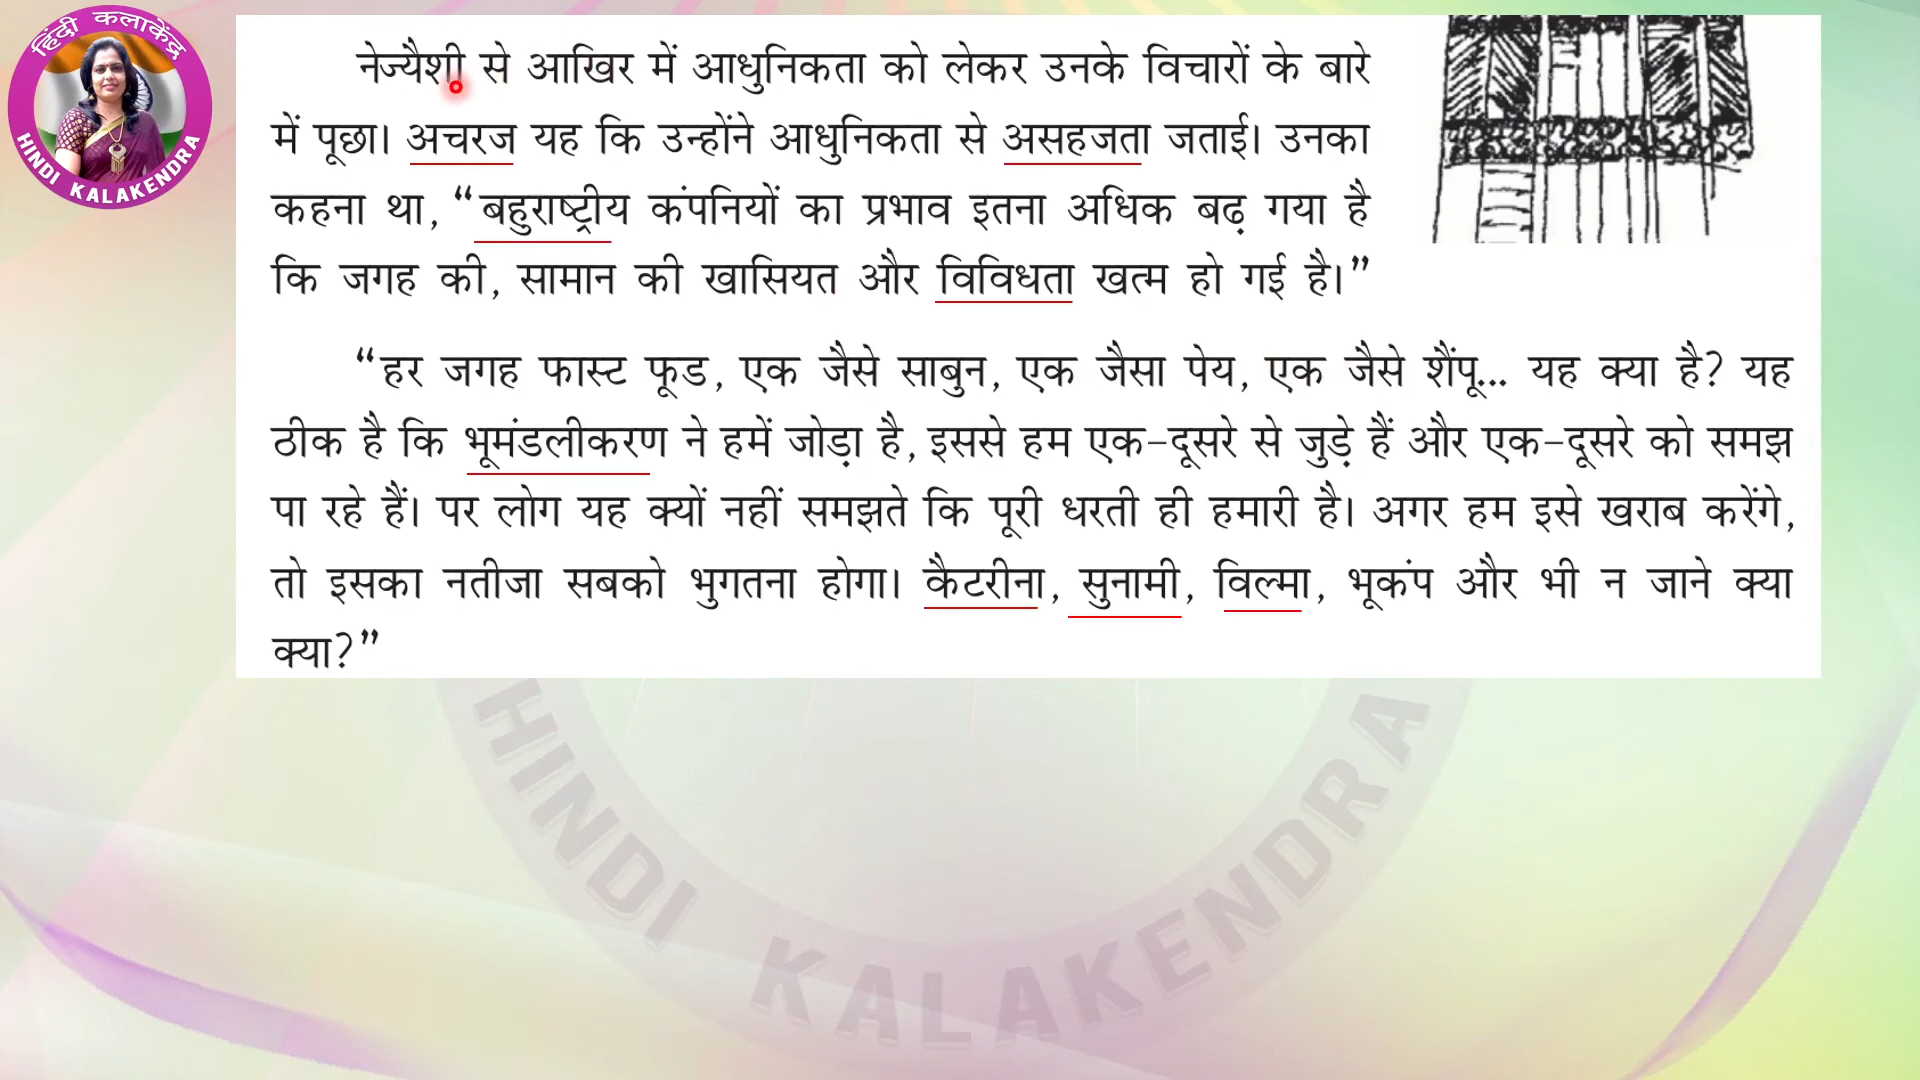 हिंदी कलाकेंद्र
HINDI KALAKENDRA
नेज्यैशी से आखिर में आधुनिकता को लेकर उनके विचारों के बारे
में पूछा। अचरज यह कि उन्होंने आधुनिकता से असहजता जताई। उनका
कहना था, “बहुराष्ट्रीय कंपनियों का प्रभाव इतना अधिक बढ़ गया है
कि जगह की, सामान की खासियत और विविधता खत्म हो गई है।”
“हर जगह फास्ट फूड, एक जैसे साबुन, एक जैसा पेय, एक जैसे शैंपू... यह क्या है? यह
ठीक है कि भूमंडलीकरण ने हमें जोड़ा है, इससे हम एक-दूसरे से जुड़े हैं और एक-दूसरे को समझ
पा रहे हैं। पर लोग यह क्यों नहीं समझते कि पूरी धरती ही हमारी है। अगर हम इसे खराब करेंगे,
तो इसका नतीजा सबको भुगतना होगा। कैटरीना, सुनामी, विल्मा, भूकंप और भी न जाने क्या
क्या?”
HINDI KALAKENDRA